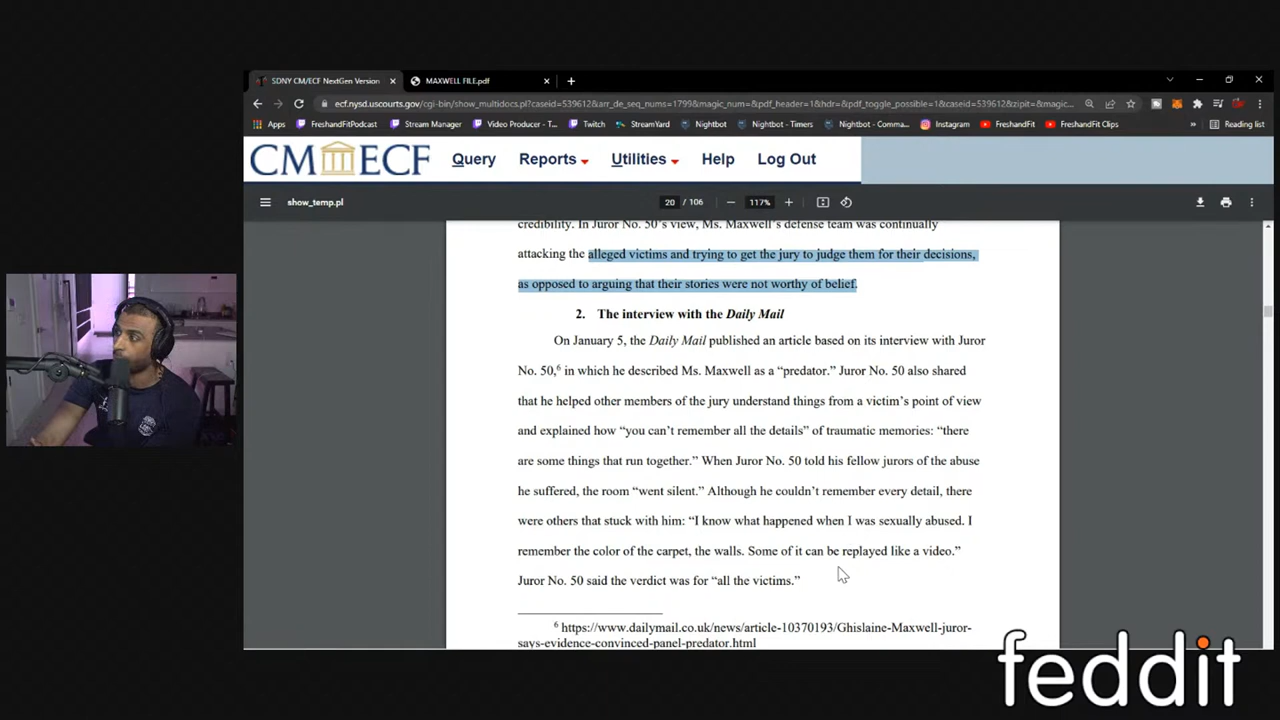 SDNY CM/ECF NextGen Version
MAXWELL FILE.pdf
ecf.nysd.uscourts.gov/cgi-bin/show_multidocs.pl?caseid=539612&arr_de_seq_nums=1799&magic_num=&pdf_header=1&hdr=&pdf_toggle_possible=1&caseid=539612&zipit=&magic...
Apps FreshandFitPodcast Stream Manager Video Producer - T... Twitch StreamYard Nightbot Nightbot - Timers Nightbot - Comma... Instagram FreshandFit FreshandFit Clips » Reading list
CM ECF Query Reports Utilities Help Log Out
show_temp.pl 20 / 106 — 117% +
credibility. In Juror No. 50's view, Ms. Maxwell's defense team was continually
attacking the alleged victims and trying to get the jury to judge them for their decisions,
as opposed to arguing that their stories were not worthy of belief.
2. The interview with the Daily Mail
On January 5, the Daily Mail published an article based on its interview with Juror
No. 50,6 in which he described Ms. Maxwell as a “predator.” Juror No. 50 also shared
that he helped other members of the jury understand things from a victim's point of view
and explained how “you can't remember all the details” of traumatic memories: “there
are some things that run together.” When Juror No. 50 told his fellow jurors of the abuse
he suffered, the room “went silent.” Although he couldn't remember every detail, there
were others that stuck with him: “I know what happened when I was sexually abused. I
remember the color of the carpet, the walls. Some of it can be replayed like a video.”
Juror No. 50 said the verdict was for “all the victims.”
6 https://www.dailymail.co.uk/news/article-10370193/Ghislaine-Maxwell-juror-
says-evidence-convinced-panel-predator.html
feddit